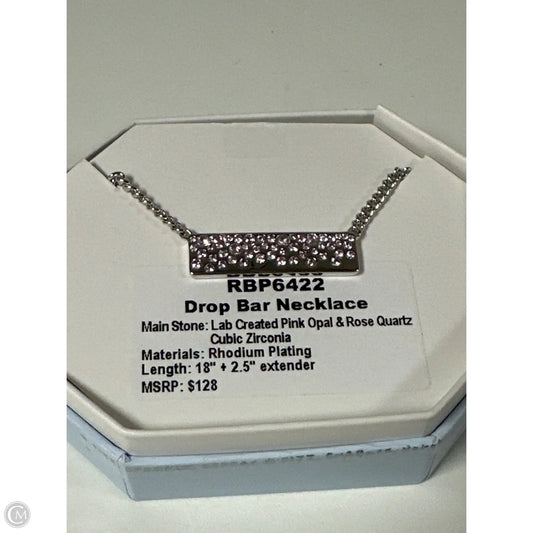 RBP6422
Drop Bar Necklace
Main Stone: Lab Created Pink Opal & Rose Quartz
Cubic Zirconia
Materials: Rhodium Plating
Length: 18" + 2.5" extender
MSRP: $128
CM